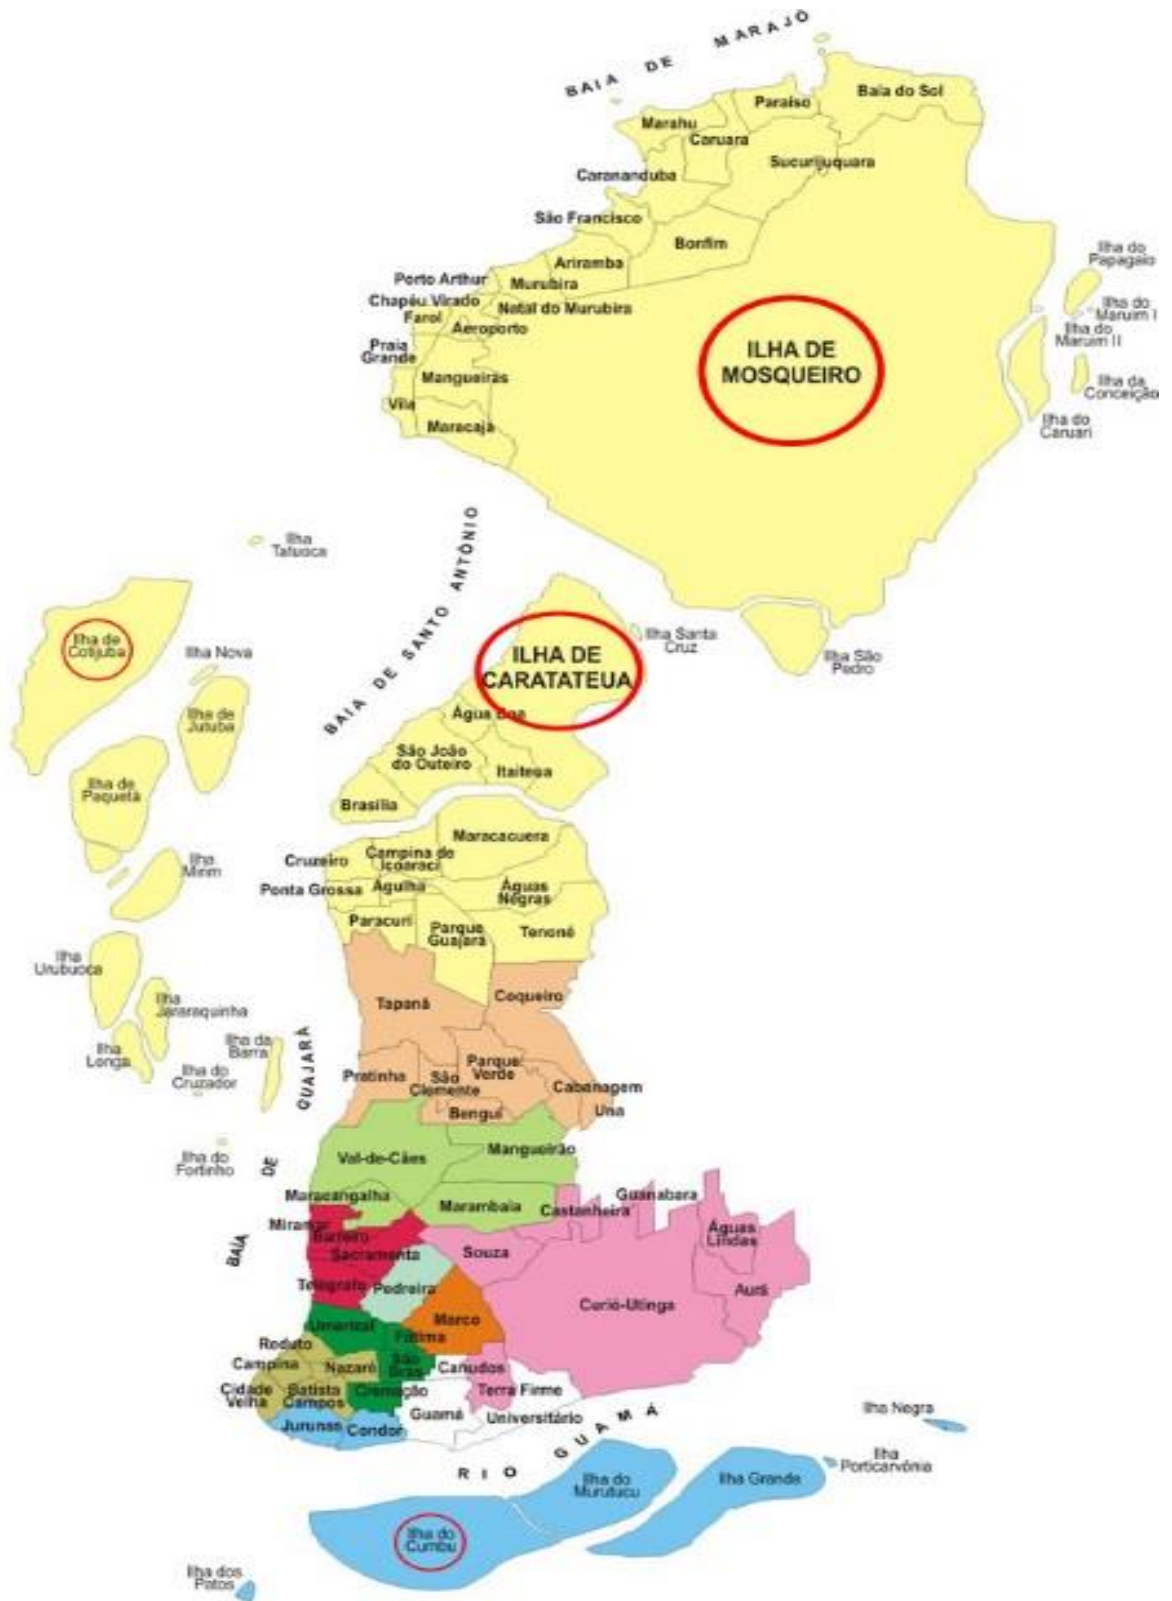 BAIA DE MARAJÓ
Baia do Sol
Paraiso
Marahu
Caruara
Sucurijuquara
Carananduba
São Francisco
Bonfim
Ariramba
Porto Arthur
Murubira
Chapéu Virado
Natal do Murubira
Farol
Aeroporto
Praia
Grande
Mangueiras
Vila
Maracajá
ILHA DE
MOSQUEIRO
Ilha do
Papagaio
Ilha do
Maruim I
Ilha do
Maruim II
Ilha da
Conceição
Ilha do
Caruari
BAIA DE SANTO ANTÔNIO
Ilha
Tatuoca
Ilha de
Cotijuba
Ilha Nova
Ilha de
Jutuba
Ilha de
Paquetá
Ilha
Mirim
ILHA DE
CARATATEUA
Ilha Santa
Cruz
Ilha São
Pedro
Água Boa
São João
do Outeiro
Itaiteua
Brasília
Maracacuera
Cruzeiro
Campina de
Icoaraci
Ponta Grossa
Agulha
Águas
Negras
Paracuri
Parque
Guajará
Tenoné
Ilha
Urubuoca
Ilha
Jararaquinha
Ilha
Longa
Ilha da
Barra
Ilha do
Cruzador
Ilha do
Fortinho
BAÍA DE GUAJARÁ
Tapanã
Coqueiro
Pratinha
São
Clemente
Parque
Verde
Cabanagem
Bengui
Una
Val-de-Cães
Mangueirão
Maracangalha
Marambaia
Castanheira
Guanabara
Miramar
Barreiro
Sacramenta
Souza
Águas
Lindas
Telégrafo
Pedreira
Curió-Utinga
Aurá
Umarizal
Fátima
Marco
Reduto
Campina
Nazaré
São
Brás
Canudos
Cidade
Velha
Batista
Campos
Cremação
Terra Firme
Guamá
Universitário
Jurunas
Condor
RIO GUAMÁ
Ilha Negra
Ilha
Porticarvônia
Ilha do
Murutucu
Ilha Grande
Ilha do
Cumbu
Ilha dos
Patos